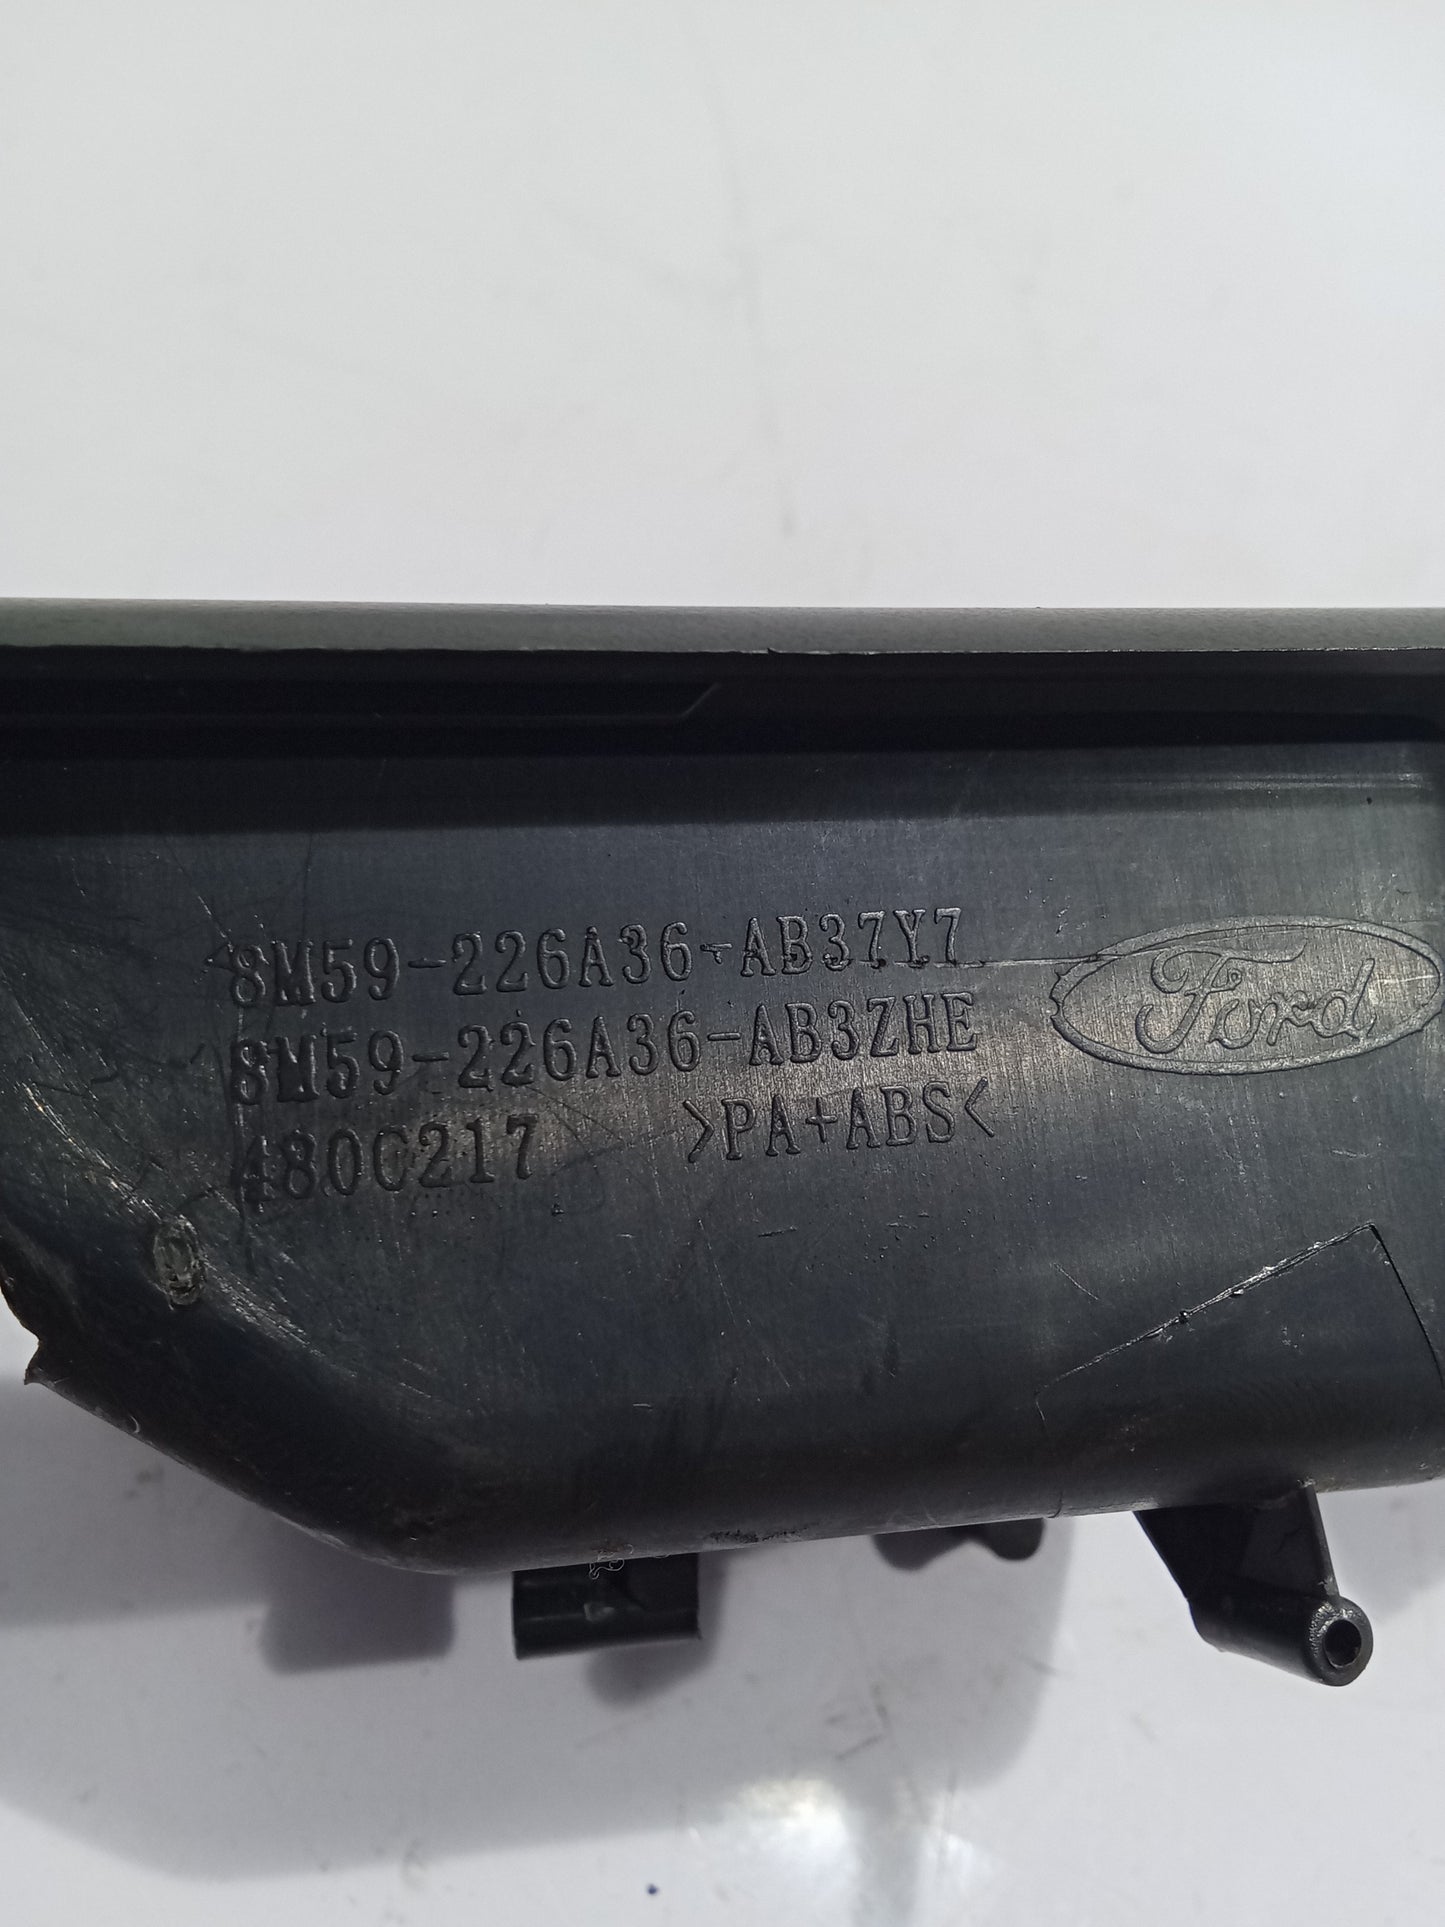 8M59-226A36-AB37Y7
8M59-226A36-AB3ZHE
480C217 >PA+ABS<
Ford